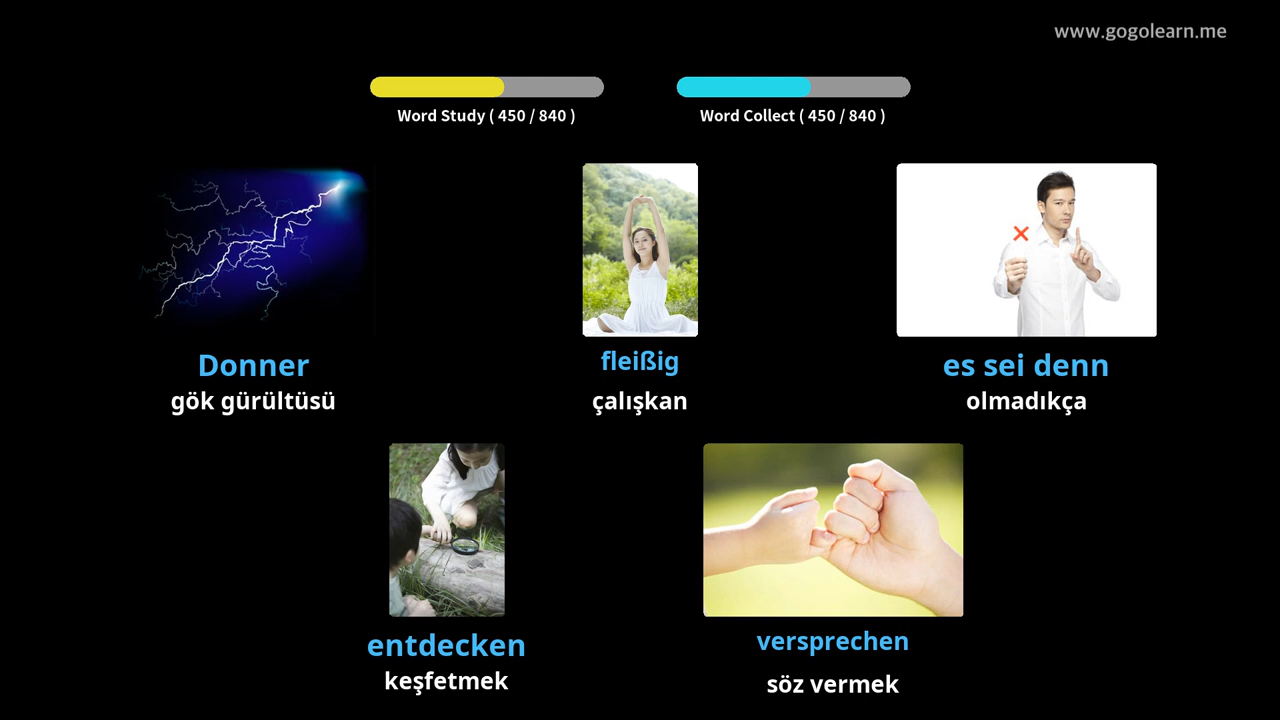 www.gogolearn.me
Word Study ( 450 / 840 )
Word Collect ( 450 / 840 )
Donner
gök gürültüsü
fleißig
çalışkan
es sei denn
olmadıkça
entdecken
keşfetmek
versprechen
söz vermek